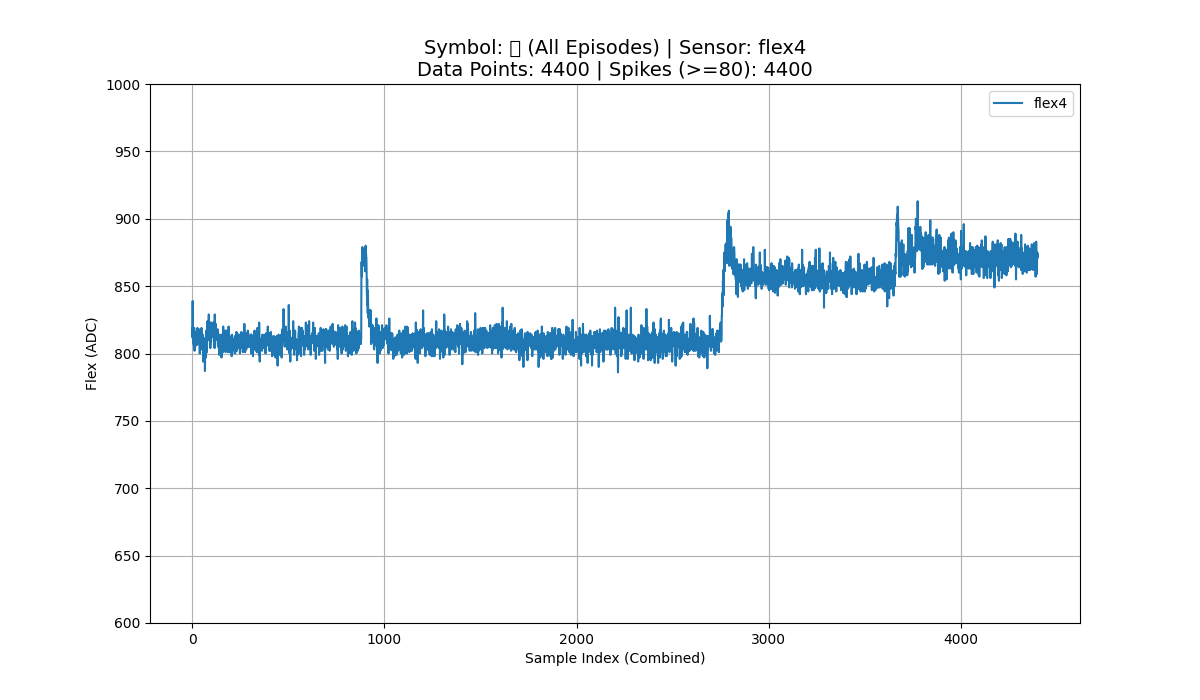 Symbol: (All Episodes) | Sensor: flex4
Data Points: 4400 | Spikes (>=80): 4400
flex4
Flex (ADC)
1000
950
900
850
800
750
700
650
600
0 1000 2000 3000 4000
Sample Index (Combined)